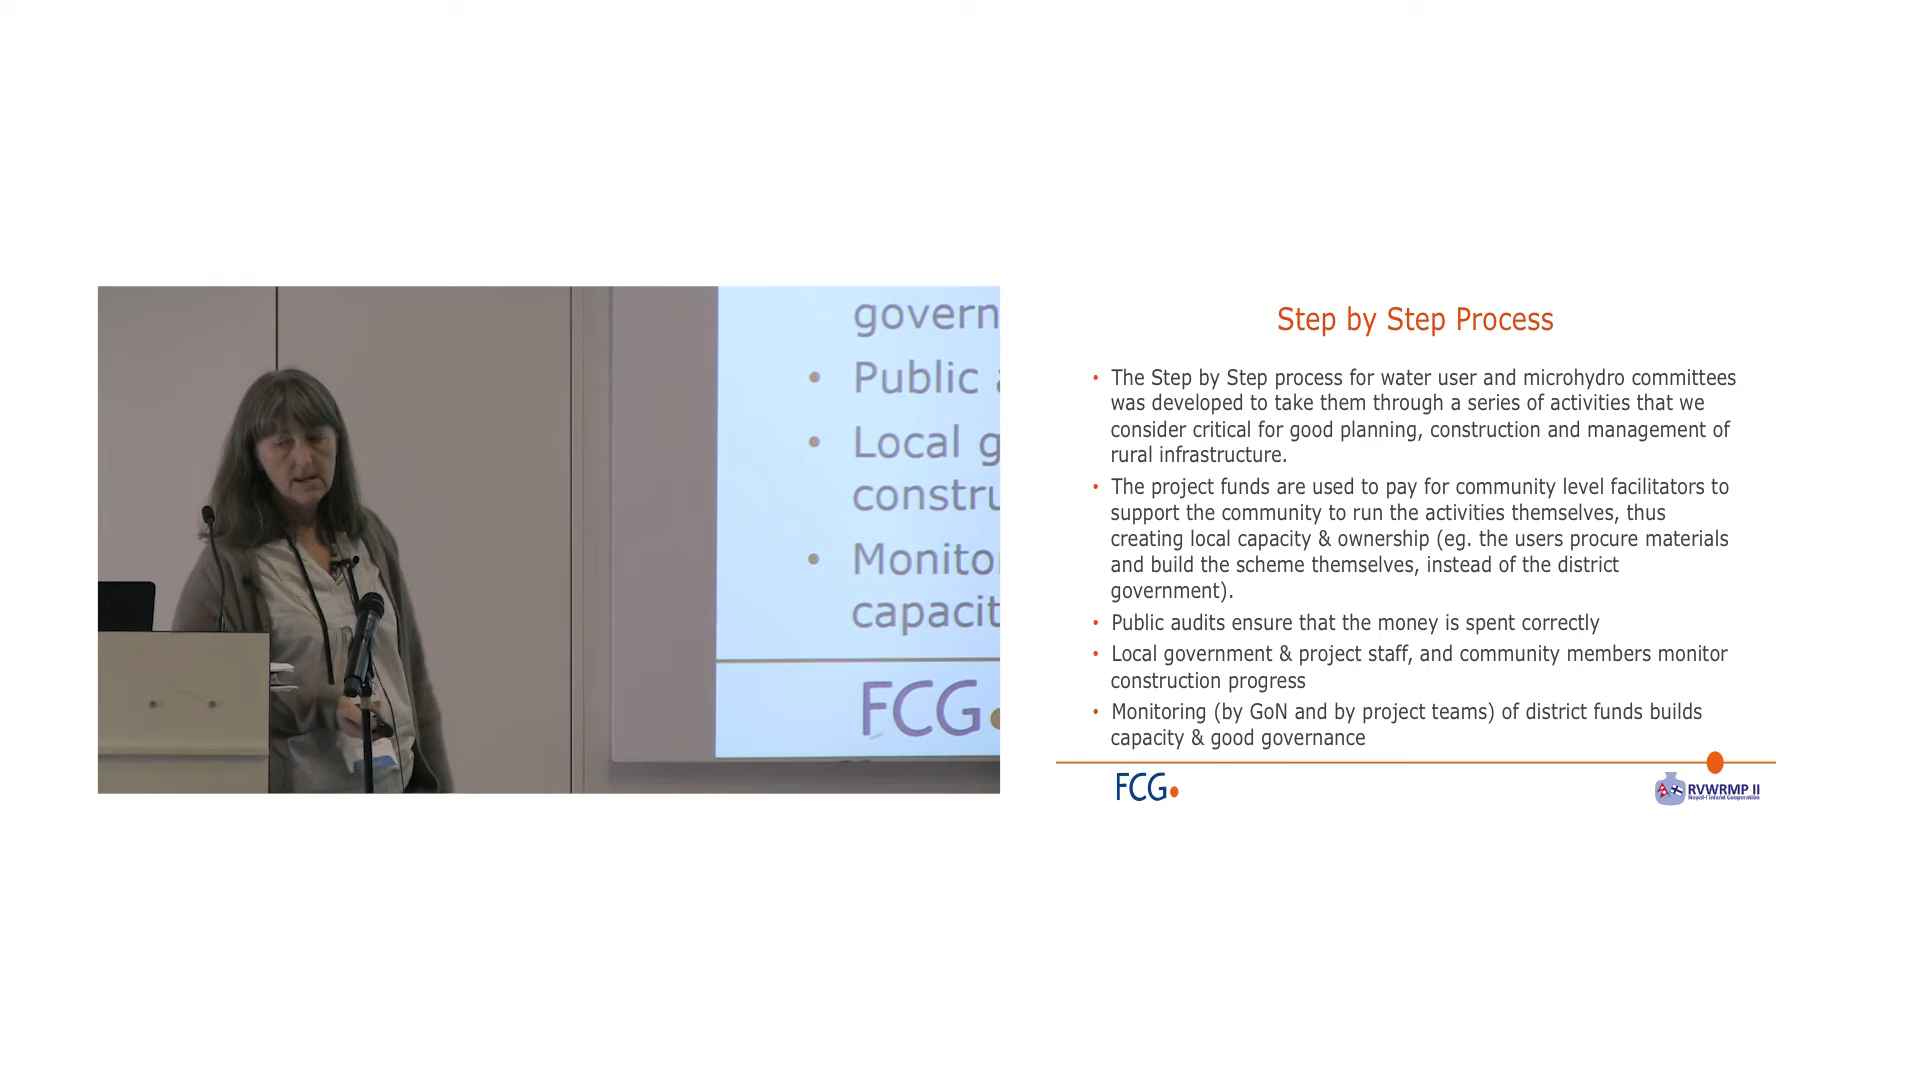 govern
• Public
• Local g
constru
• Monitor
capacit
FCG
Step by Step Process
• The Step by Step process for water user and microhydro committees
was developed to take them through a series of activities that we
consider critical for good planning, construction and management of
rural infrastructure.
• The project funds are used to pay for community level facilitators to
support the community to run the activities themselves, thus
creating local capacity & ownership (eg. the users procure materials
and build the scheme themselves, instead of the district
government).
• Public audits ensure that the money is spent correctly
• Local government & project staff, and community members monitor
construction progress
• Monitoring (by GoN and by project teams) of district funds builds
capacity & good governance
FCG
RVWRMP II
Nepal-Finland Cooperation